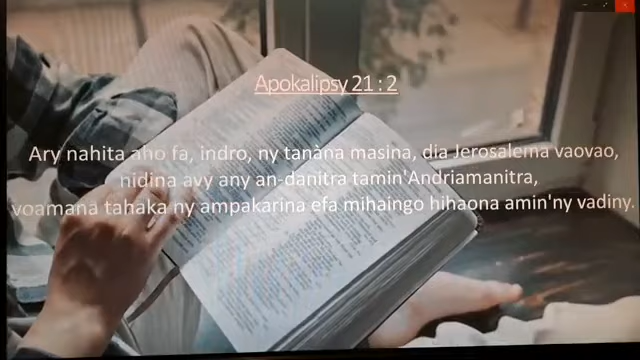 Apokalipsy 21 : 2
Ary nahita aho fa, indro, ny tanàna masina, dia Jerosalema vaovao,
nidina avy any an-danitra tamin'Andriamanitra,
voamana tahaka ny ampakarina efa mihaingo hihaona amin'ny vadiny.